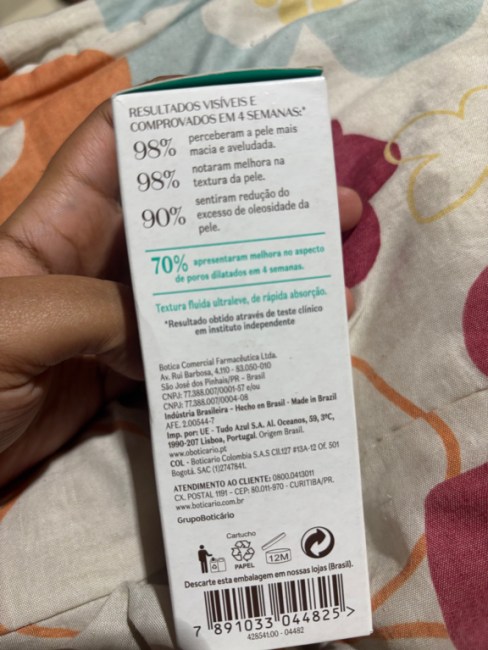 RESULTADOS VISÍVEIS E
COMPROVADOS EM 4 SEMANAS:*
98% perceberam a pele mais
macia e aveludada.
98% notaram melhora na
textura da pele.
90% sentiram redução do
excesso de oleosidade da
pele.
70% apresentaram melhora no aspecto
de poros dilatados em 4 semanas.
Textura fluida ultraleve, de rápida absorção.
*Resultado obtido através de teste clínico
em instituto independente
Botica Comercial Farmacêutica Ltda.
Av. Rui Barbosa, 4.110 - 83.050-010
São José dos Pinhais/PR – Brasil
CNPJ: 77.388.007/0001-57 e/ou
CNPJ: 77.388.007/0004-08
Indústria Brasileira – Hecho en Brasil - Made in Brazil
AFE. 2.00544-7
Imp. por: UE - Tudo Azul S.A. Al. Oceanos, 59, 3ºC,
1990-207 Lisboa, Portugal. Origem Brasil.
www.oboticario.pt
COL - Boticario Colombia S.A.S Cll.127 #13A-12 Of. 501
Bogotá. SAC (1)2747841.
ATENDIMENTO AO CLIENTE: 0800.0413011
CX. POSTAL 1191 – CEP: 80.011-970 - CURITIBA/PR.
www.boticario.com.br
GrupoBoticário
Cartucho
PAPEL
12M
Descarte esta embalagem em nossas lojas (Brasil).
7 891033 044825 >
428541.00 - 04482